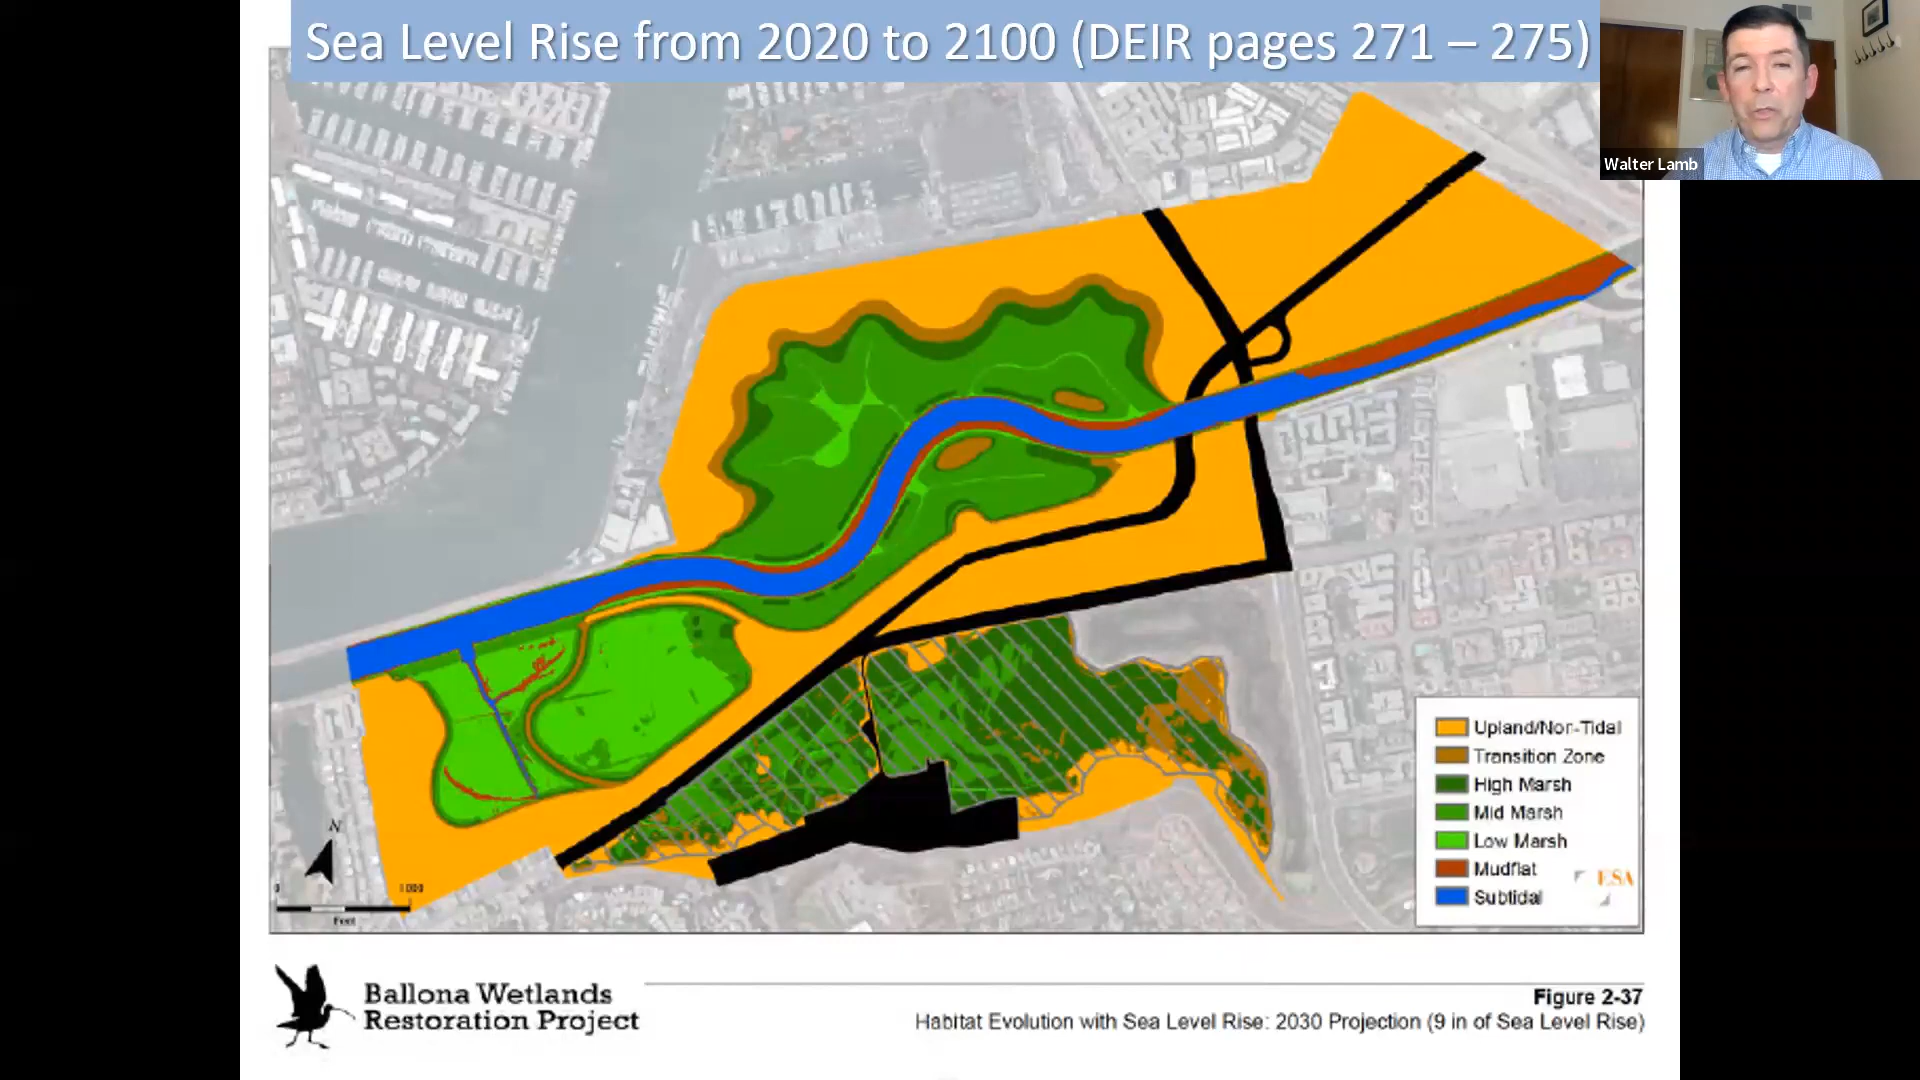 Sea Level Rise from 2020 to 2100 (DEIR pages 271 – 275)
Walter Lamb
Upland/Non-Tidal
Transition Zone
High Marsh
Mid Marsh
Low Marsh
Mudflat
Subtidal
ESA
N
0
1000
Feet
Ballona Wetlands
Restoration Project
Figure 2-37
Habitat Evolution with Sea Level Rise: 2030 Projection (9 in of Sea Level Rise)